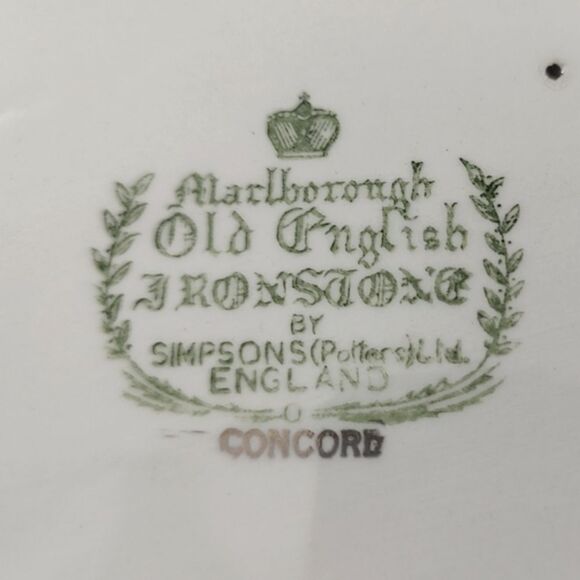 Marlborough
Old English
IRONSTONE
BY
SIMPSONS (Potters) Ltd.
ENGLAND
CONCORD